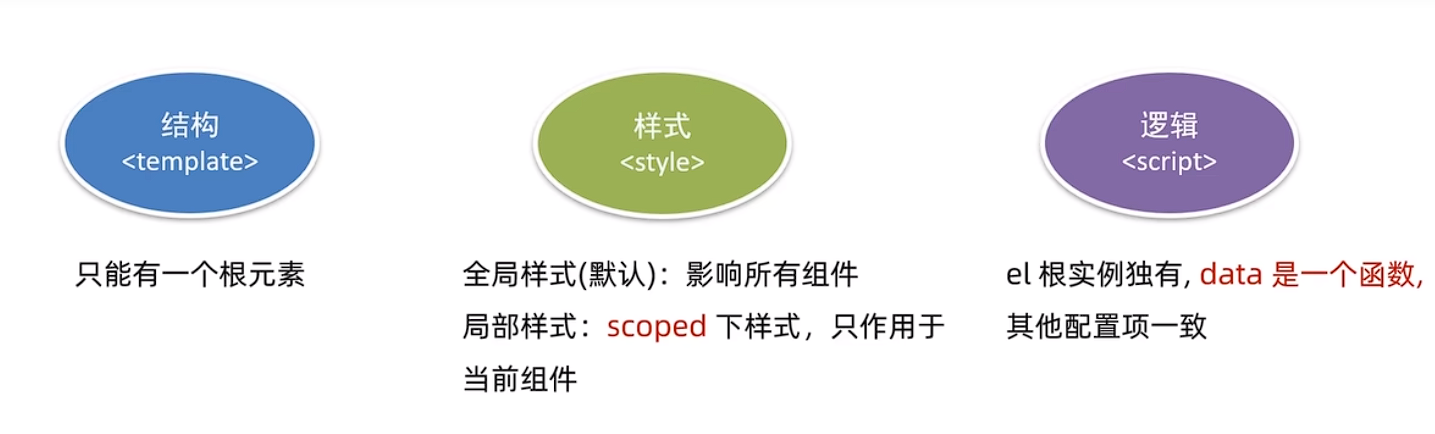 结构
<template>
只能有一个根元素
样式
<style>
全局样式(默认)：影响所有组件
局部样式：scoped 下样式，只作用于
当前组件
逻辑
<script>
el 根实例独有, data 是一个函数,
其他配置项一致